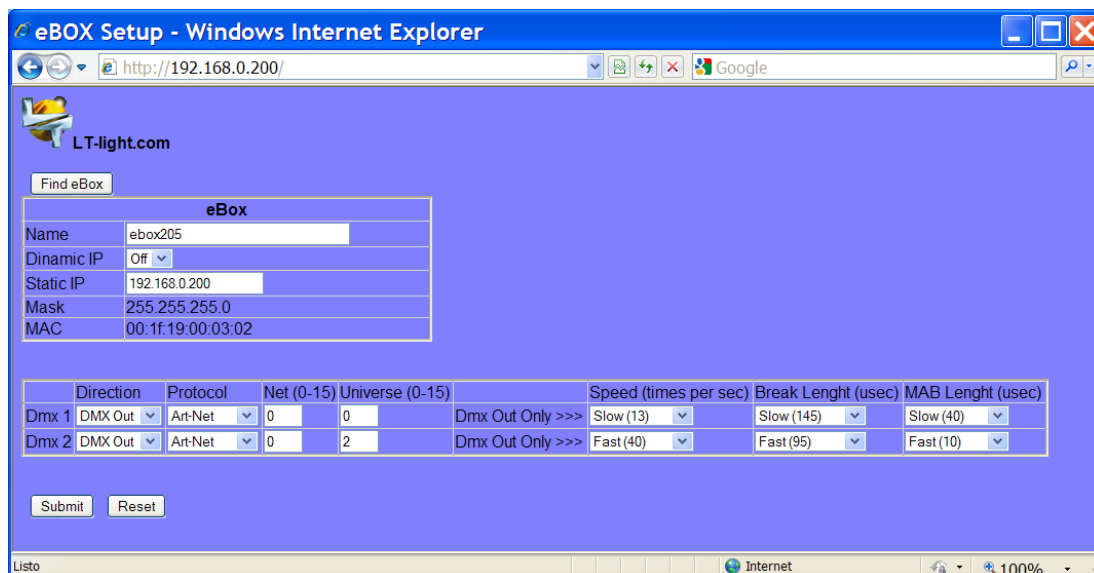 eBOX Setup - Windows Internet Explorer
http://192.168.0.200/ Google
LT-light.com
Find eBox
eBox
Name ebox205
Dinamic IP Off
Static IP 192.168.0.200
Mask 255.255.255.0
MAC 00:1f:19:00:03:02
Direction Protocol Net (0-15) Universe (0-15) Speed (times per sec) Break Lenght (usec) MAB Lenght (usec)
Dmx 1 DMX Out Art-Net 0 0 Dmx Out Only >>> Slow (13) Slow (145) Slow (40)
Dmx 2 DMX Out Art-Net 0 2 Dmx Out Only >>> Fast (40) Fast (95) Fast (10)
Submit Reset
Listo Internet 100%